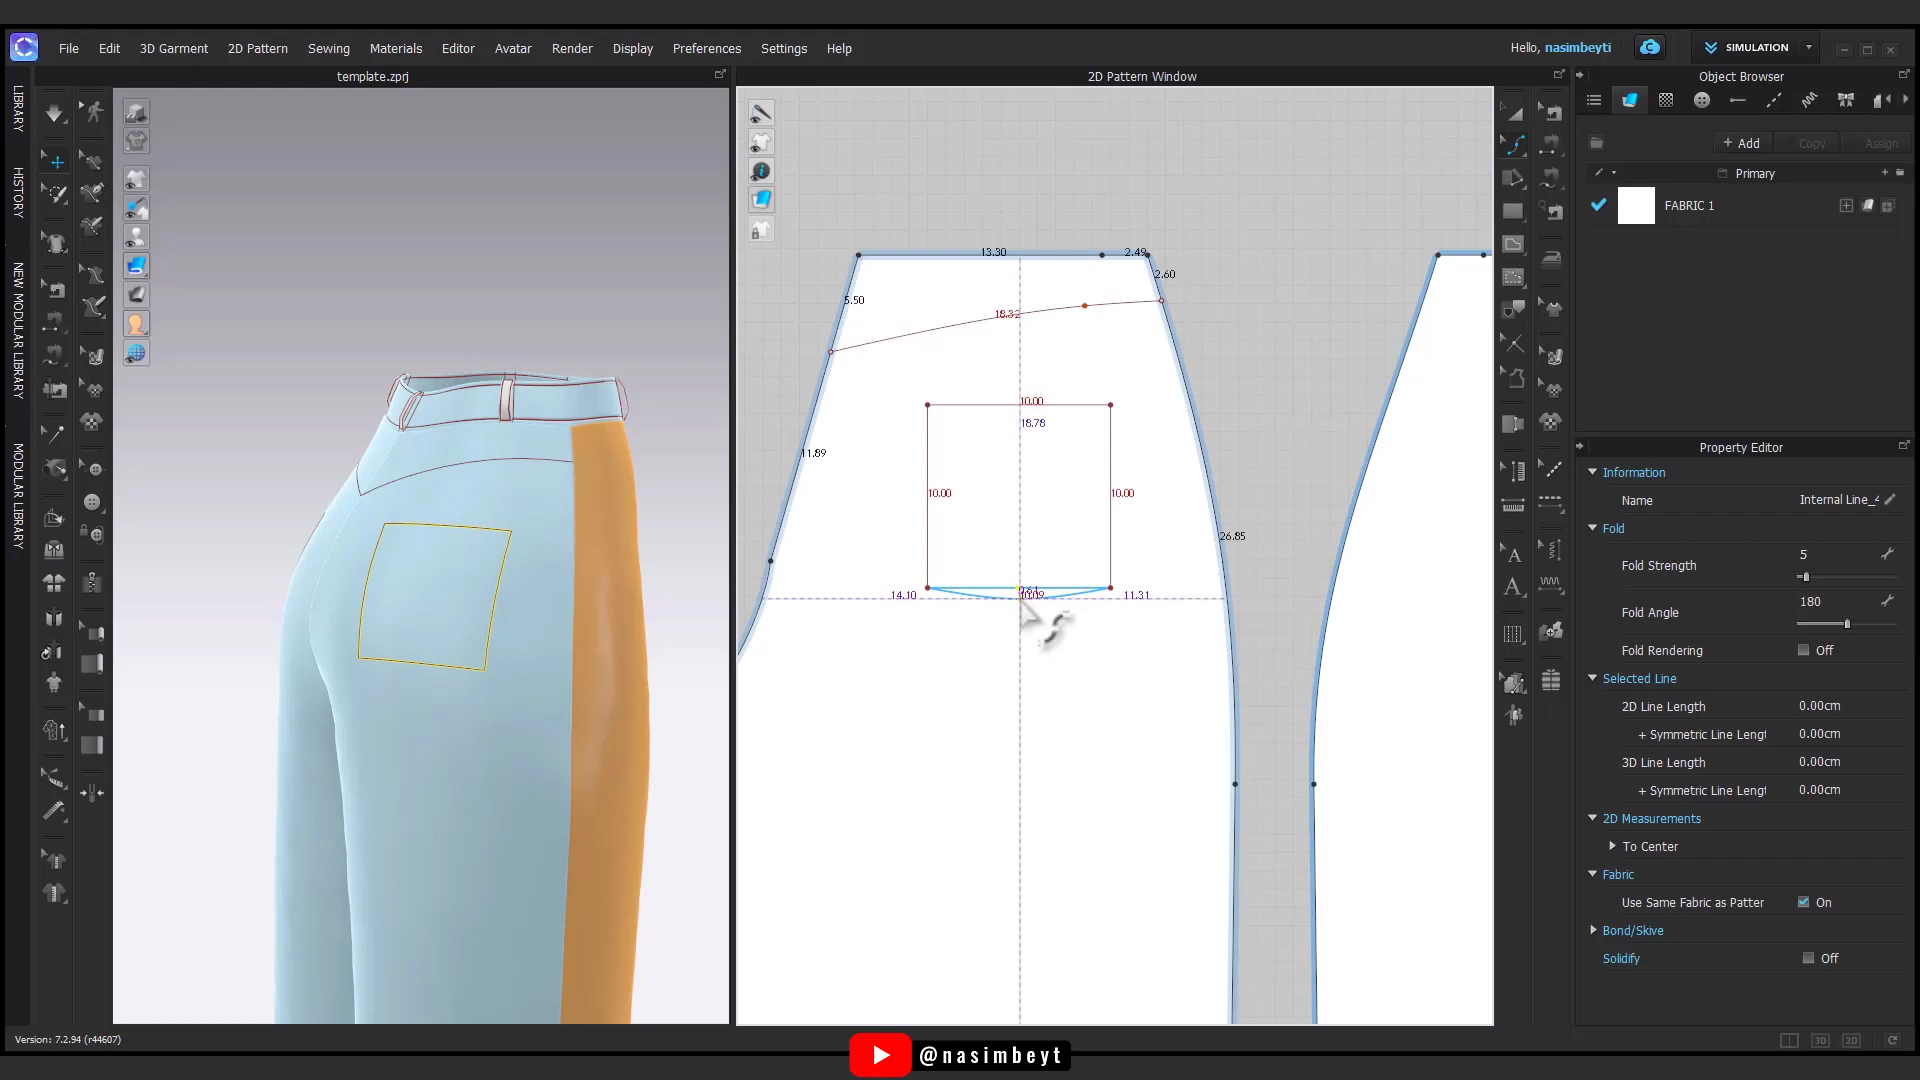 File Edit 3D Garment 2D Pattern Sewing Materials Editor Avatar Render Display Preferences Settings Help
Hello, nasimbeyti
SIMULATION
template.zprj
2D Pattern Window
Object Browser
LIBRARY
HISTORY
NEW MODULAR LIBRARY
MODULAR LIBRARY
+ Add
Copy
Assign
Primary
FABRIC 1
13.30
2.49
2.60
5.50
18.32
10.00
18.78
11.89
10.00
10.00
26.85
14.10
10.09
11.31
A
A
Property Editor
Information
Name Internal Line_4
Fold
Fold Strength 5
Fold Angle 180
Fold Rendering Off
Selected Line
2D Line Length 0.00cm
+ Symmetric Line Lengt 0.00cm
3D Line Length 0.00cm
+ Symmetric Line Lengt 0.00cm
2D Measurements
To Center
Fabric
Use Same Fabric as Patter On
Bond/Skive
Solidify Off
Version: 7.2.94 (r44607)
3D 2D
@nasimbeyt